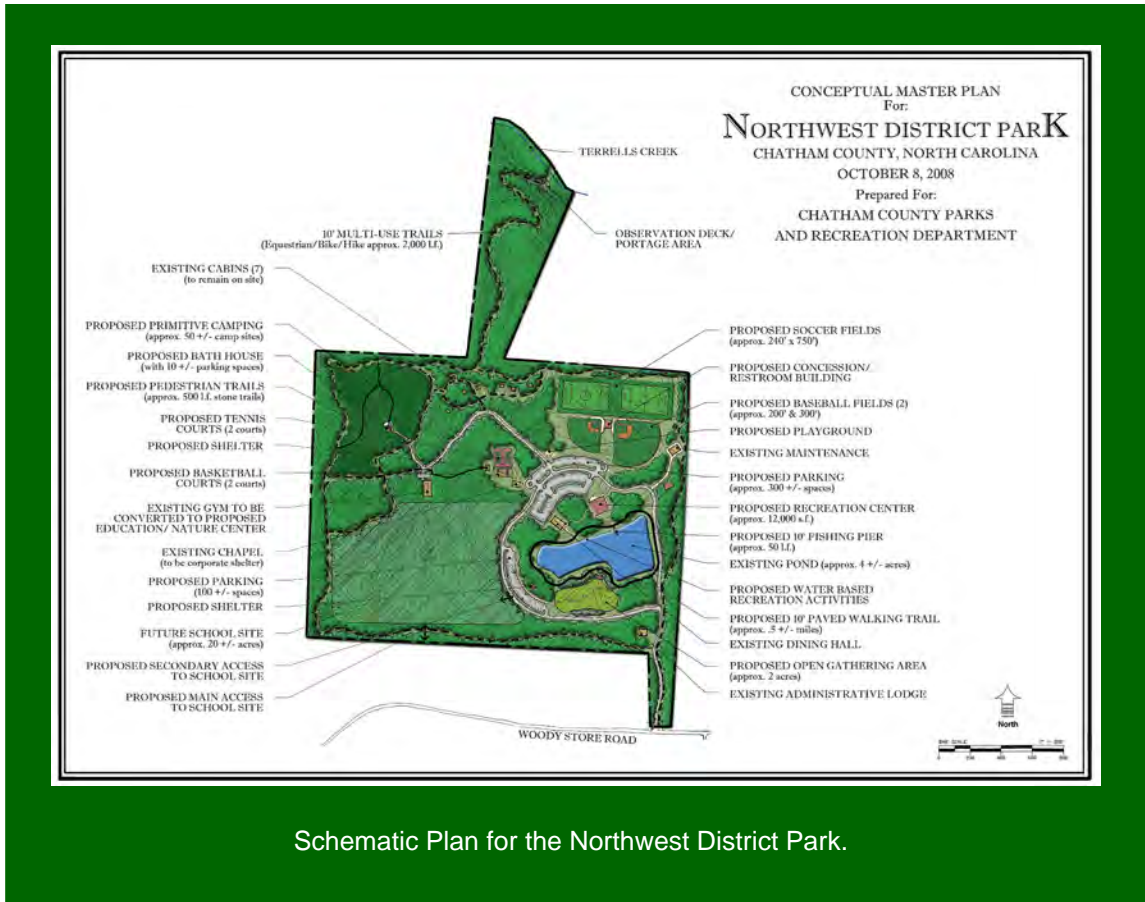 CONCEPTUAL MASTER PLAN
For:
NORTHWEST DISTRICT PARK
CHATHAM COUNTY, NORTH CAROLINA
OCTOBER 8, 2008
Prepared For:
CHATHAM COUNTY PARKS
AND RECREATION DEPARTMENT
TERRELLS CREEK
OBSERVATION DECK/
PORTAGE AREA
10' MULTI-USE TRAILS
(Equestrian/Bike/Hike approx. 2,000 l.f.)
EXISTING CABINS (7)
(to remain on site)
PROPOSED PRIMITIVE CAMPING
(approx. 50 +/- camp sites)
PROPOSED BATH HOUSE
(with 10 +/- parking spaces)
PROPOSED PEDESTRIAN TRAILS
(approx. 500 l.f. stone trails)
PROPOSED TENNIS
COURTS (2 courts)
PROPOSED SHELTER
PROPOSED BASKETBALL
COURTS (2 courts)
EXISTING GYM TO BE
CONVERTED TO PROPOSED
EDUCATION/ NATURE CENTER
EXISTING CHAPEL
(to be corporate shelter)
PROPOSED PARKING
(100 +/- spaces)
PROPOSED SHELTER
FUTURE SCHOOL SITE
(approx. 20 +/- acres)
PROPOSED SECONDARY ACCESS
TO SCHOOL SITE
PROPOSED MAIN ACCESS
TO SCHOOL SITE
PROPOSED SOCCER FIELDS
(approx. 240' x 750')
PROPOSED CONCESSION/
RESTROOM BUILDING
PROPOSED BASEBALL FIELDS (2)
(approx. 200' & 300')
PROPOSED PLAYGROUND
EXISTING MAINTENANCE
PROPOSED PARKING
(approx. 300 +/- spaces)
PROPOSED RECREATION CENTER
(approx. 12,000 s.f.)
PROPOSED 10' FISHING PIER
(approx. 50 l.f.)
EXISTING POND (approx. 4 +/- acres)
PROPOSED WATER BASED
RECREATION ACTIVITIES
PROPOSED 10' PAVED WALKING TRAIL
(approx. .5 +/- miles)
EXISTING DINING HALL
PROPOSED OPEN GATHERING AREA
(approx. 2 acres)
EXISTING ADMINISTRATIVE LODGE
WOODY STORE ROAD
North
Schematic Plan for the Northwest District Park.